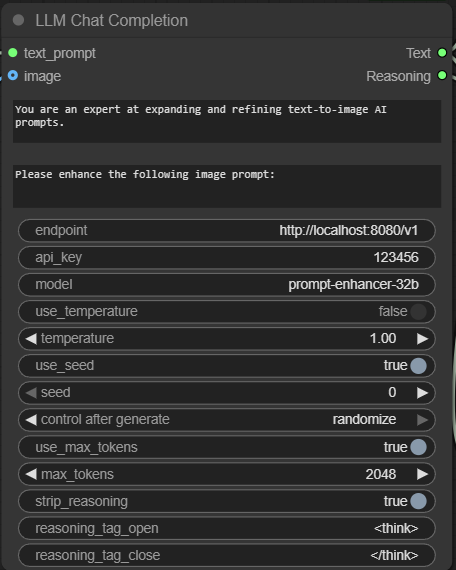 LLM Chat Completion
text_prompt Text
image Reasoning
You are an expert at expanding and refining text-to-image AI
prompts.
Please enhance the following image prompt:
endpoint http://localhost:8080/v1
api_key 123456
model prompt-enhancer-32b
use_temperature false
temperature 1.00
use_seed true
seed 0
control after generate randomize
use_max_tokens true
max_tokens 2048
strip_reasoning true
reasoning_tag_open <think>
reasoning_tag_close </think>